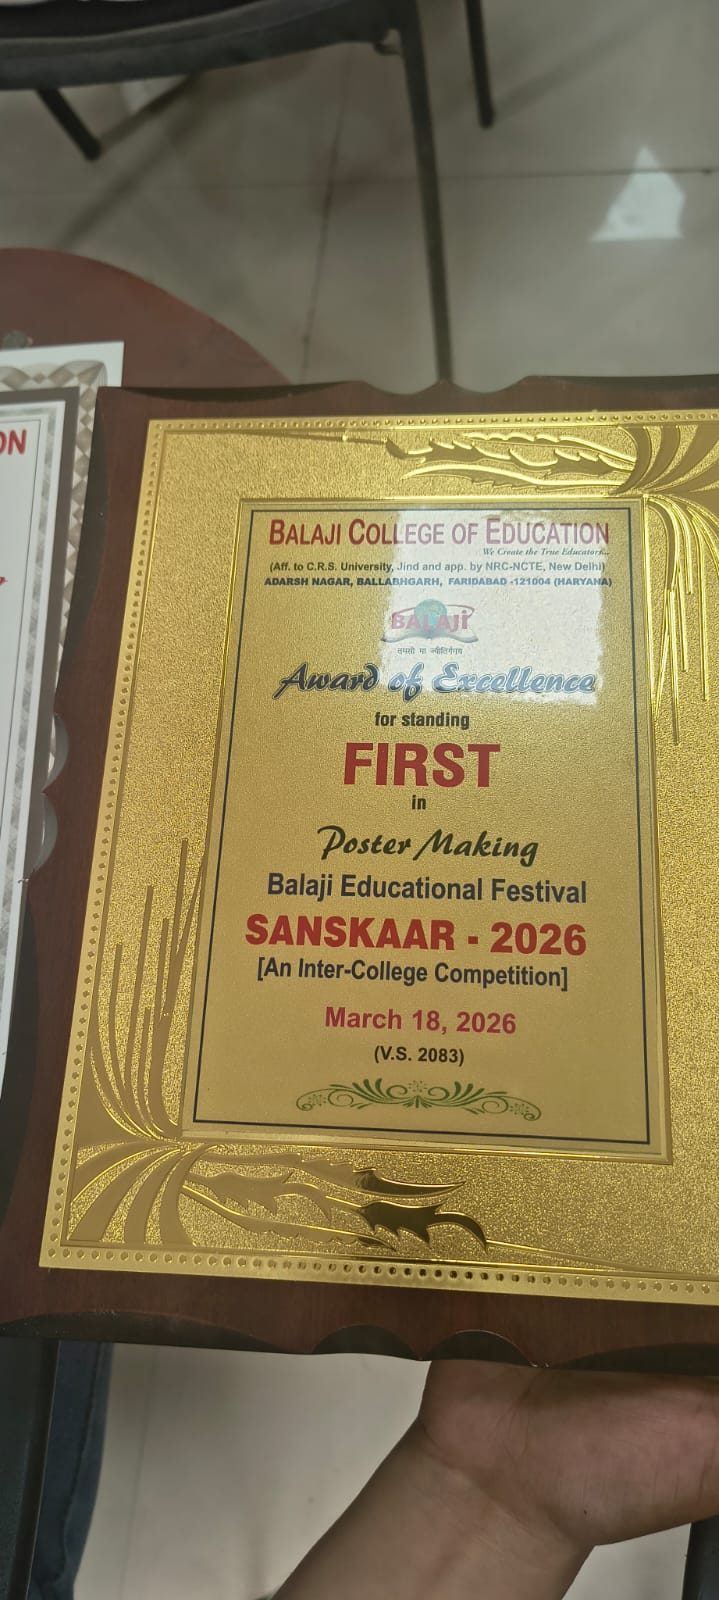 ON
BALAJI COLLEGE OF EDUCATION
We Create the True Educators...
(Aff. to C.R.S. University, Jind and app. by NRC-NCTE, New Delhi)
ADARSH NAGAR, BALLABHGARH, FARIDABAD -121004 (HARYANA)
BALAJI
तमसो मा ज्योतिर्गमय
Award of Excellence
for standing
FIRST
in
Poster Making
Balaji Educational Festival
SANSKAAR - 2026
[An Inter-College Competition]
March 18, 2026
(V.S. 2083)